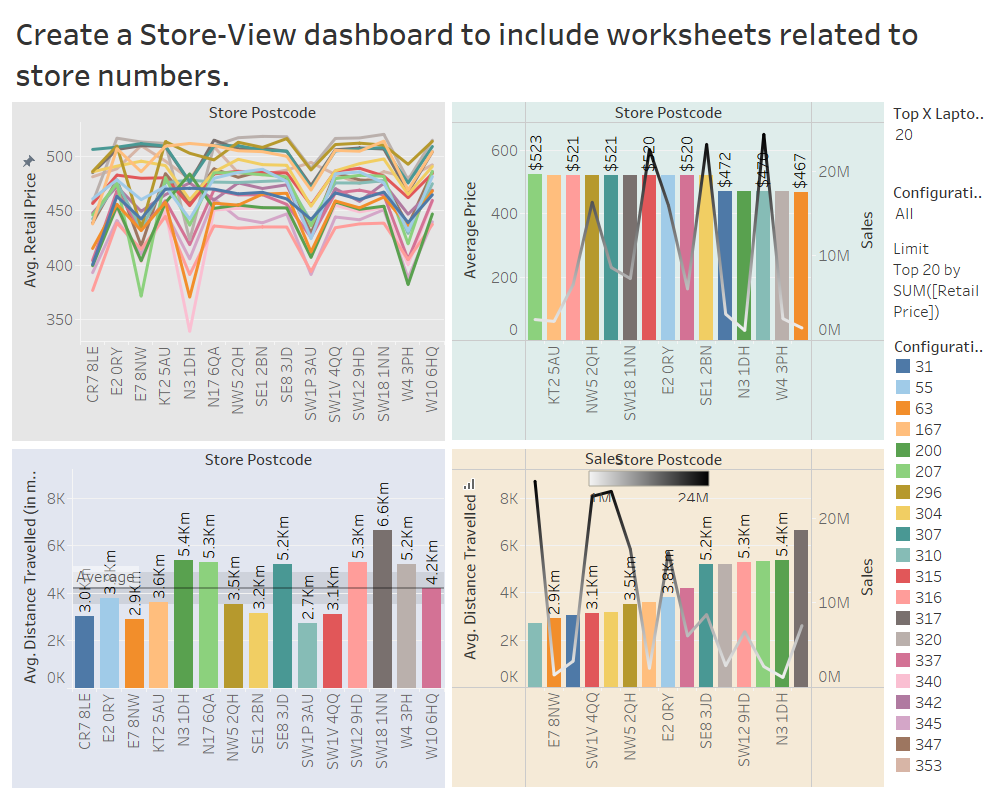 Create a Store-View dashboard to include worksheets related to
store numbers.
Store Postcode
Avg. Retail Price
500
450
400
350
CR7 8LE
E2 0RY
E7 8NW
KT2 5AU
N3 1DH
N17 6QA
NW5 2QH
SE1 2BN
SE8 3JD
SW1P 3AU
SW1V 4QQ
SW12 9HD
SW18 1NN
W4 3PH
W10 6HQ
Store Postcode
Average Price
600
400
200
0
$523
$521
$521
$520
$520
$472
$470
$467
20M
10M
0M
Sales
KT2 5AU
NW5 2QH
SW18 1NN
E2 0RY
SE1 2BN
N3 1DH
W4 3PH
Store Postcode
Avg. Distance Travelled (in m..
8K
6K
4K
2K
0K
Average
3.0Km
2.9Km
3.6Km
5.4Km
5.3Km
3.5Km
3.2Km
5.2Km
2.7Km
3.1Km
5.3Km
6.6Km
5.2Km
4.2Km
CR7 8LE
E2 0RY
E7 8NW
KT2 5AU
N3 1DH
N17 6QA
NW5 2QH
SE1 2BN
SE8 3JD
SW1P 3AU
SW1V 4QQ
SW12 9HD
SW18 1NN
W4 3PH
W10 6HQ
Sales
Store Postcode
24M
Avg. Distance Travelled
8K
6K
4K
2K
0K
2.9Km
3.1Km
3.5Km
3.8Km
5.2Km
5.3Km
5.4Km
20M
10M
0M
Sales
E7 8NW
SW1V 4QQ
NW5 2QH
E2 0RY
SE8 3JD
SW12 9HD
N3 1DH
Top X Lapto..
20
Configurati..
All
Limit
Top 20 by
SUM([Retail
Price])
Configurati..
31
55
63
167
200
207
296
304
307
310
315
316
317
320
337
340
342
345
347
353